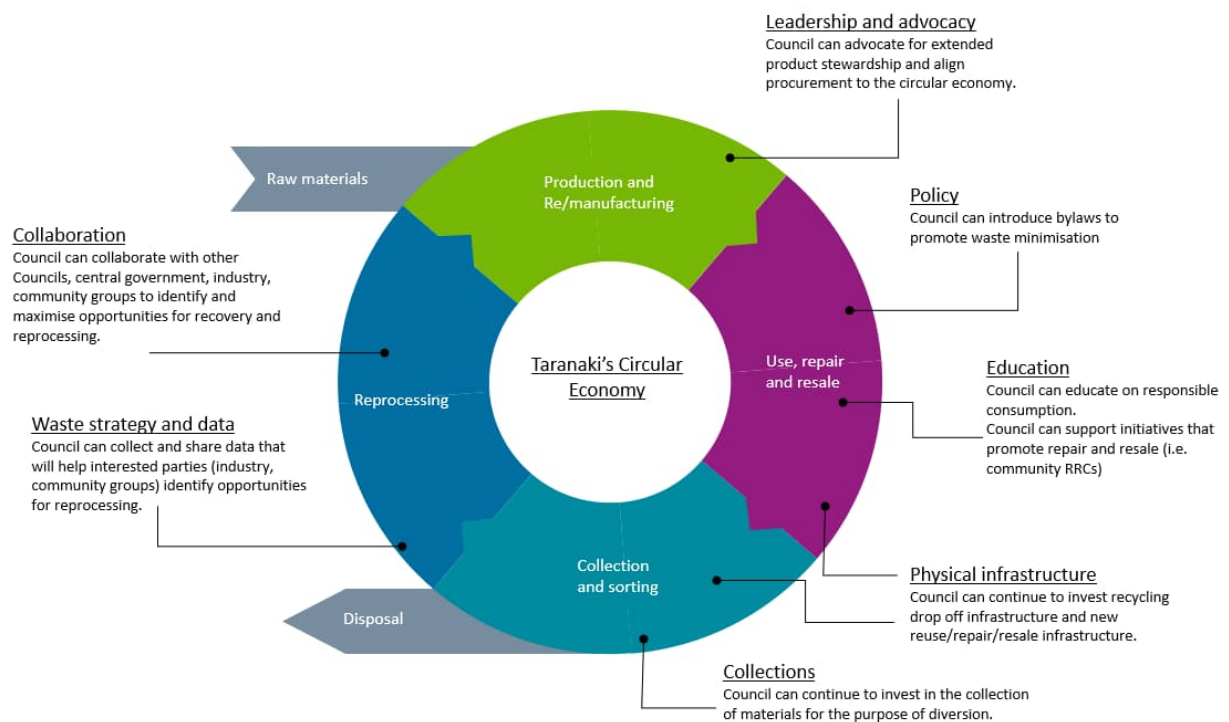 Leadership and advocacy
Council can advocate for extended
product stewardship and align
procurement to the circular economy.
Raw materials
Production and
Re/manufacturing
Policy
Council can introduce bylaws to
promote waste minimisation
Collaboration
Council can collaborate with other
Councils, central government, industry,
community groups to identify and
maximise opportunities for recovery and
reprocessing.
Taranaki's Circular
Economy
Use, repair
and resale
Education
Council can educate on responsible
consumption.
Council can support initiatives that
promote repair and resale (i.e.
community RRCs)
Reprocessing
Waste strategy and data
Council can collect and share data that
will help interested parties (industry,
community groups) identify opportunities
for reprocessing.
Collection
and sorting
Physical infrastructure
Council can continue to invest recycling
drop off infrastructure and new
reuse/repair/resale infrastructure.
Disposal
Collections
Council can continue to invest in the collection
of materials for the purpose of diversion.